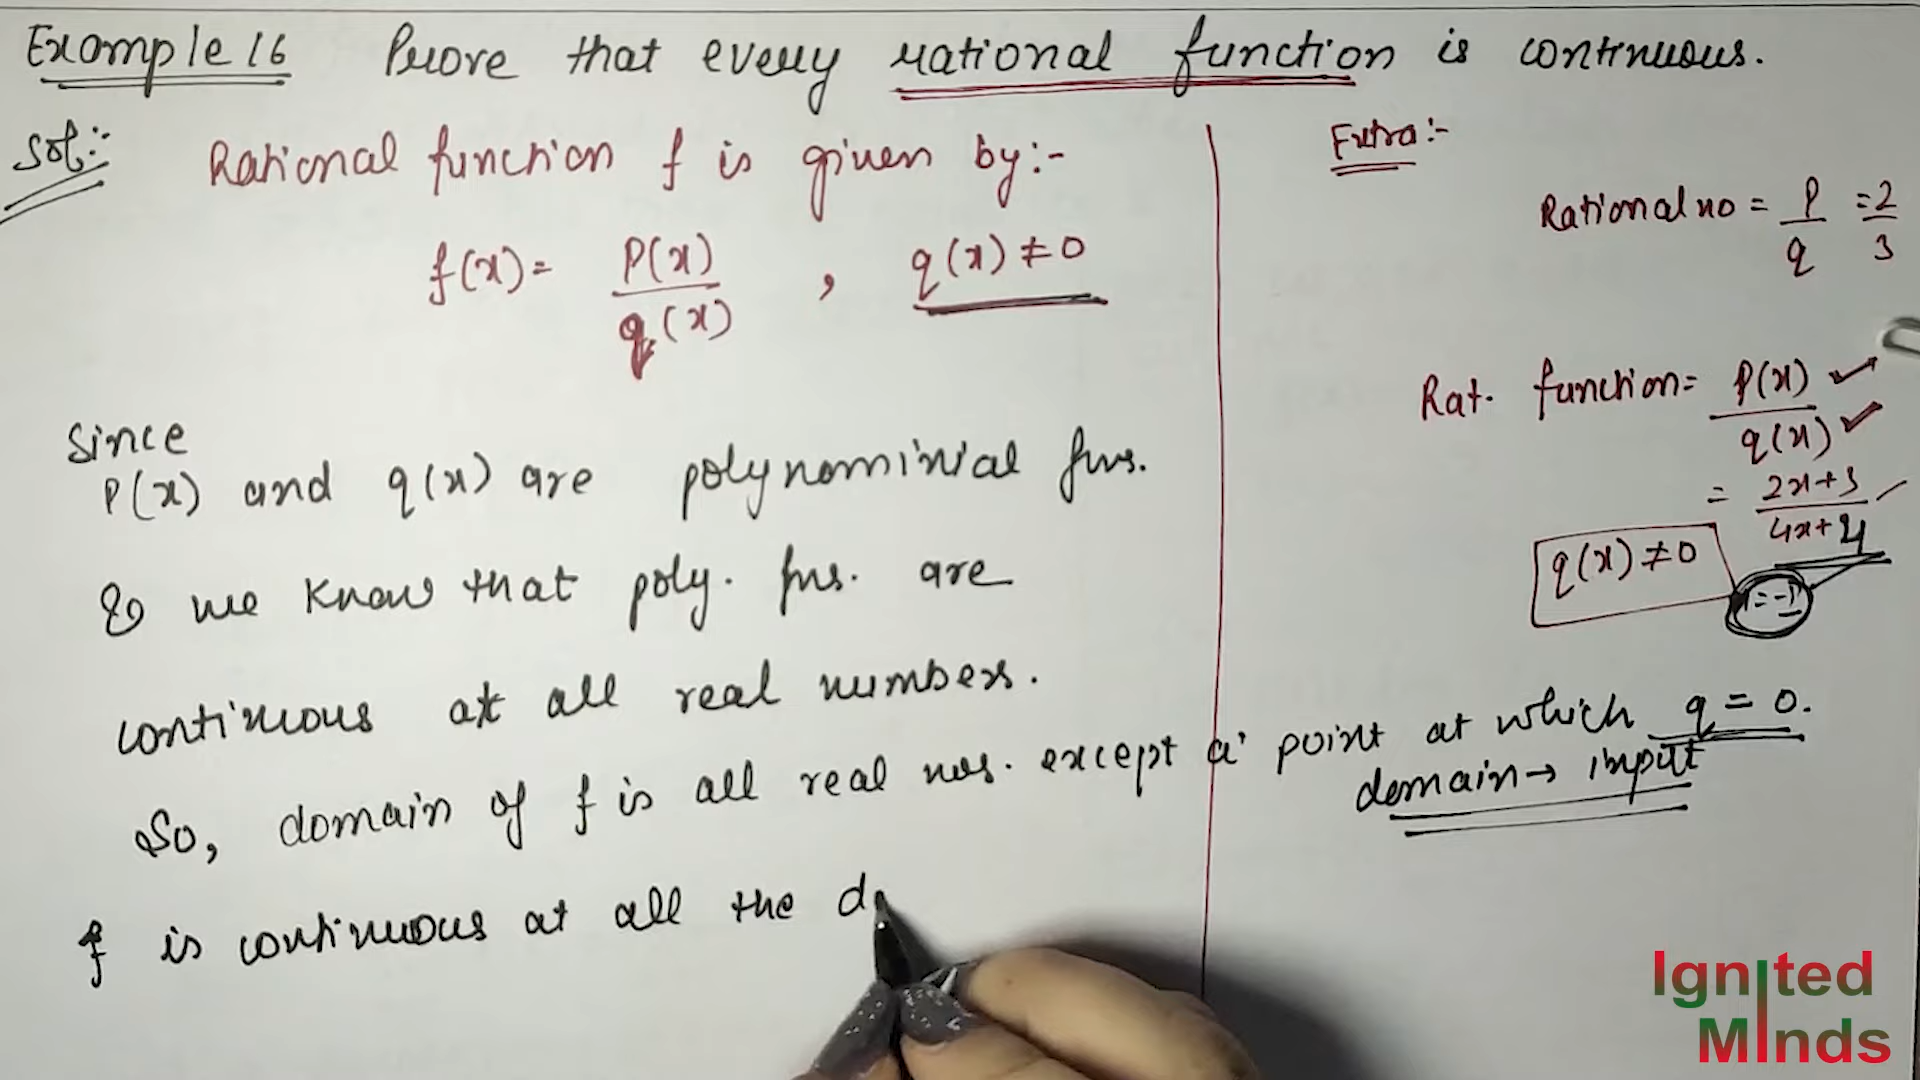 Example 16 Prove that every rational function is continuous.
Sol:-
Rational function f is given by:-
f(x) = P(x)/q(x) , q(x) ≠ 0
Since
P(x) and q(x) are polynominial fns.
& we know that poly. fns. are
continuous at all real numbers.
So, domain of f is all real nos. except a point at which q = 0.
f is continuous at all the do
Extra:-
Rational no = P/q = 2/3
Rat. function = P(x)/q(x)
= 2x+3/4x+4
q(x) ≠ 0
domain → input
Ignited
Minds